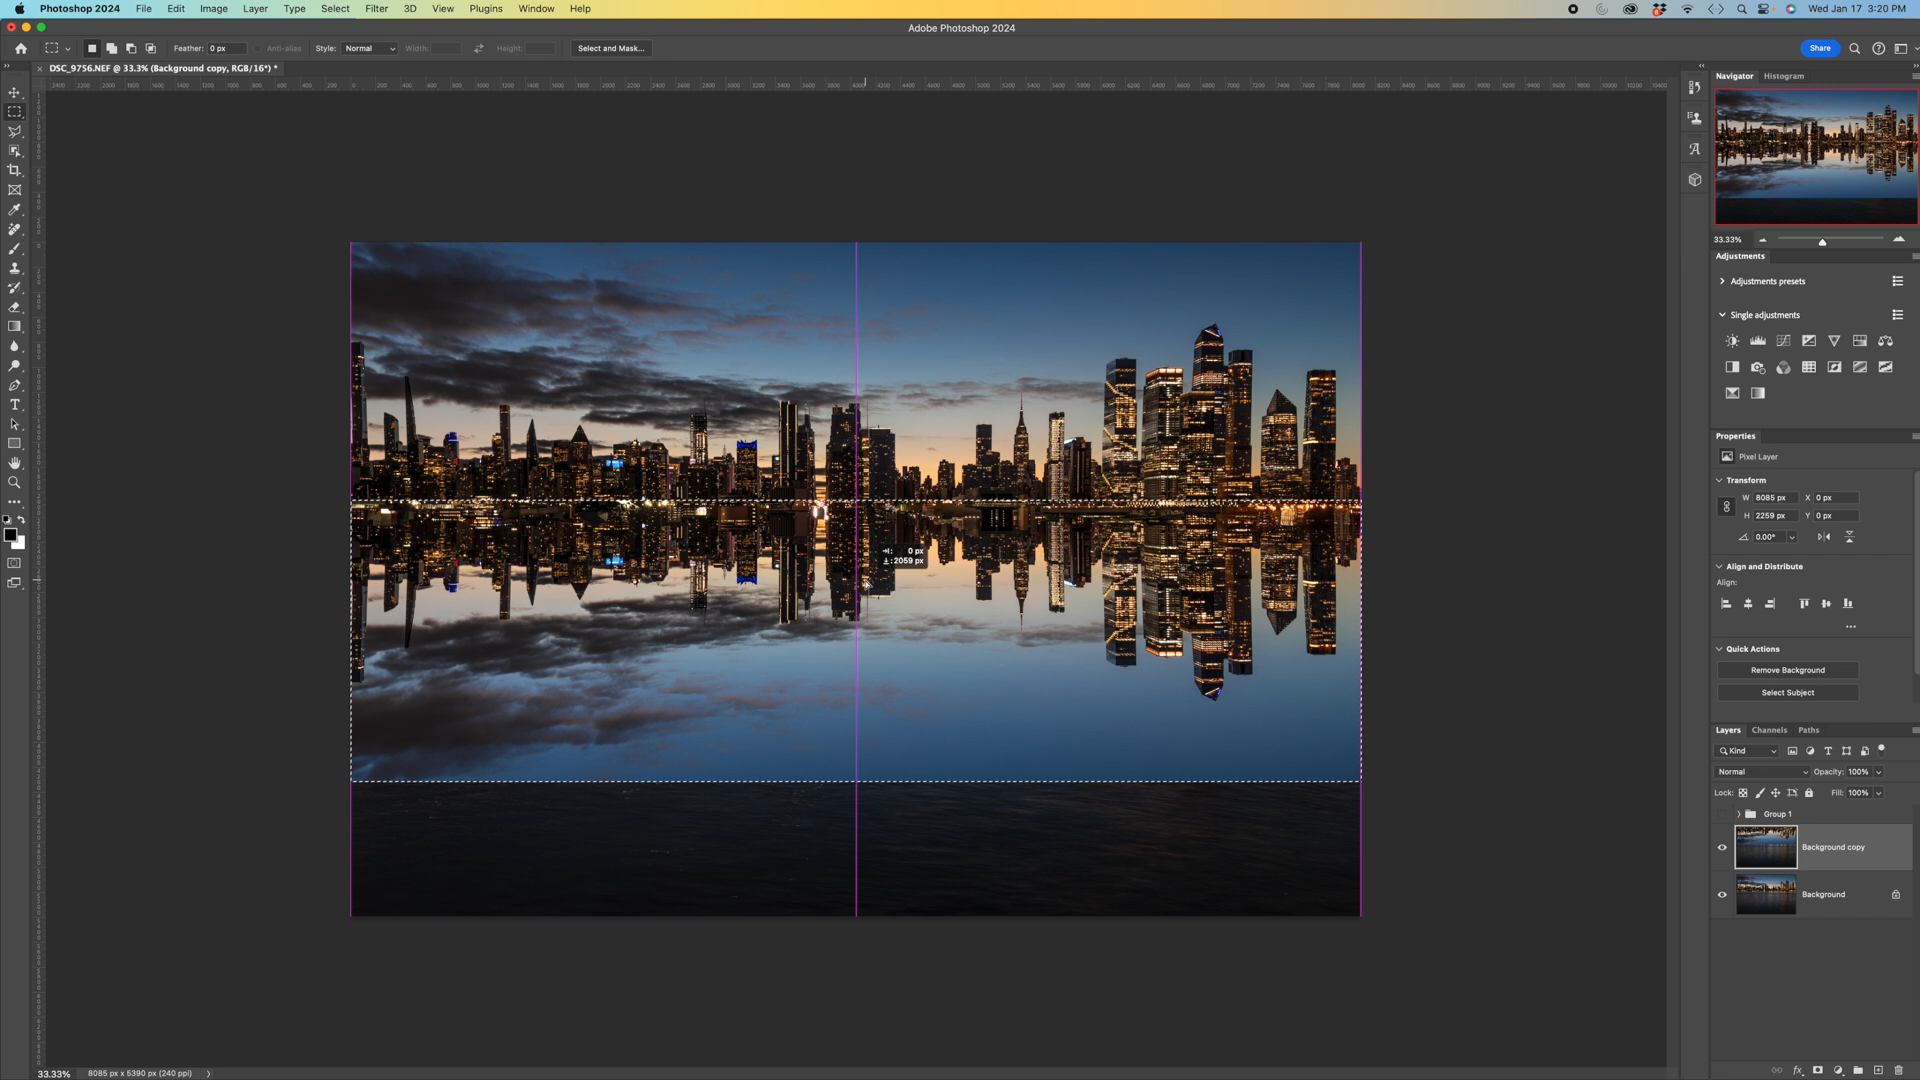 Photoshop 2024 File Edit Image Layer Type Select Filter 3D View Plugins Window Help Wed Jan 17 3:20 PM
Adobe Photoshop 2024
Feather: 0 px Anti-alias Style: Normal Width: Height: Select and Mask... Share
× DSC_9756.NEF @ 33.3% (Background copy, RGB/16*) *
Navigator Histogram
33.33%
Adjustments
Adjustments presets
Single adjustments
Properties
Pixel Layer
Transform
W 8085 px X 0 px
H 2259 px Y 0 px
0.00°
Align and Distribute
Align:
Quick Actions
Remove Background
Select Subject
Layers Channels Paths
Kind
Normal Opacity: 100%
Lock: Fill: 100%
Group 1
Background copy
Background
0 px
2059 px
33.33% 8085 px x 5390 px (240 ppi)